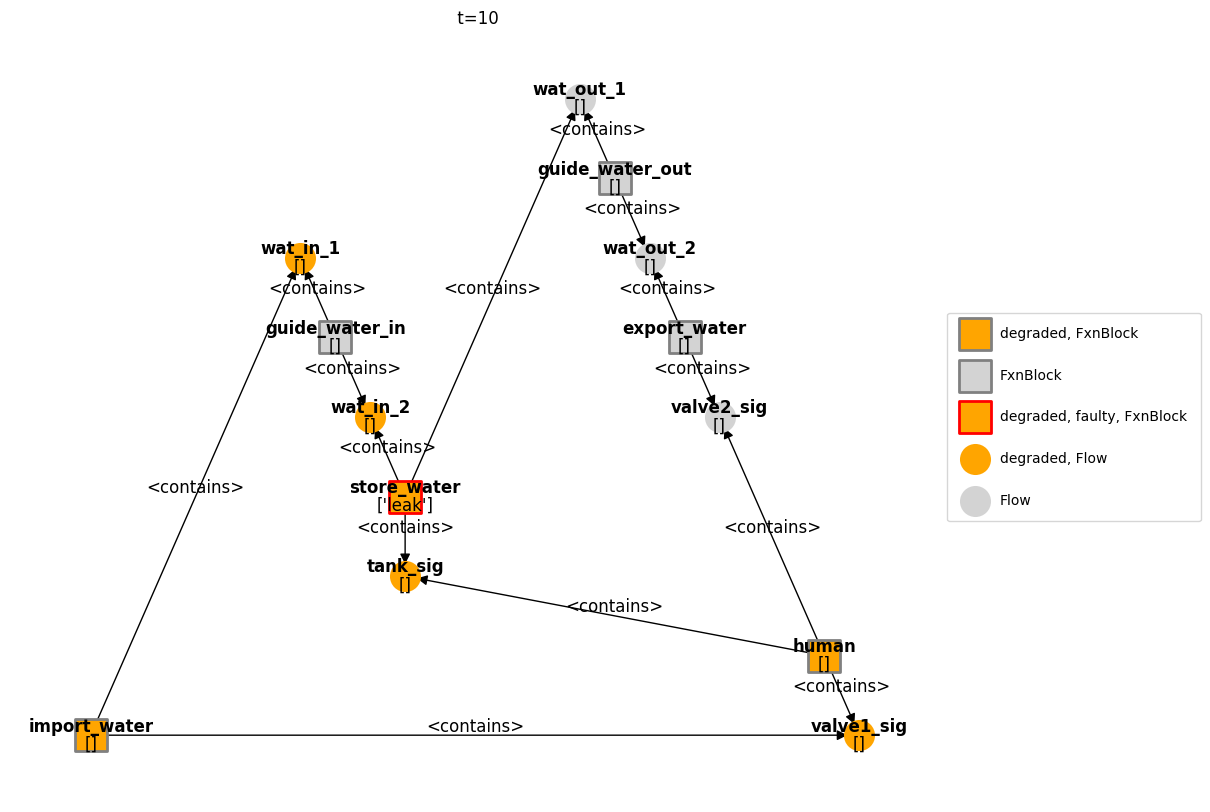 t=10
wat_out_1
[]
<contains>
guide_water_out
[]
<contains>
wat_in_1
[]
wat_out_2
[]
<contains>
<contains>
<contains>
guide_water_in
[]
export_water
[]
degraded, FxnBlock
<contains>
<contains>
FxnBlock
wat_in_2
[]
valve2_sig
[]
degraded, faulty, FxnBlock
<contains>
degraded, Flow
<contains>
store_water
['leak']
Flow
<contains>
<contains>
tank_sig
[]
<contains>
human
[]
<contains>
import_water
[]
<contains>
valve1_sig
[]